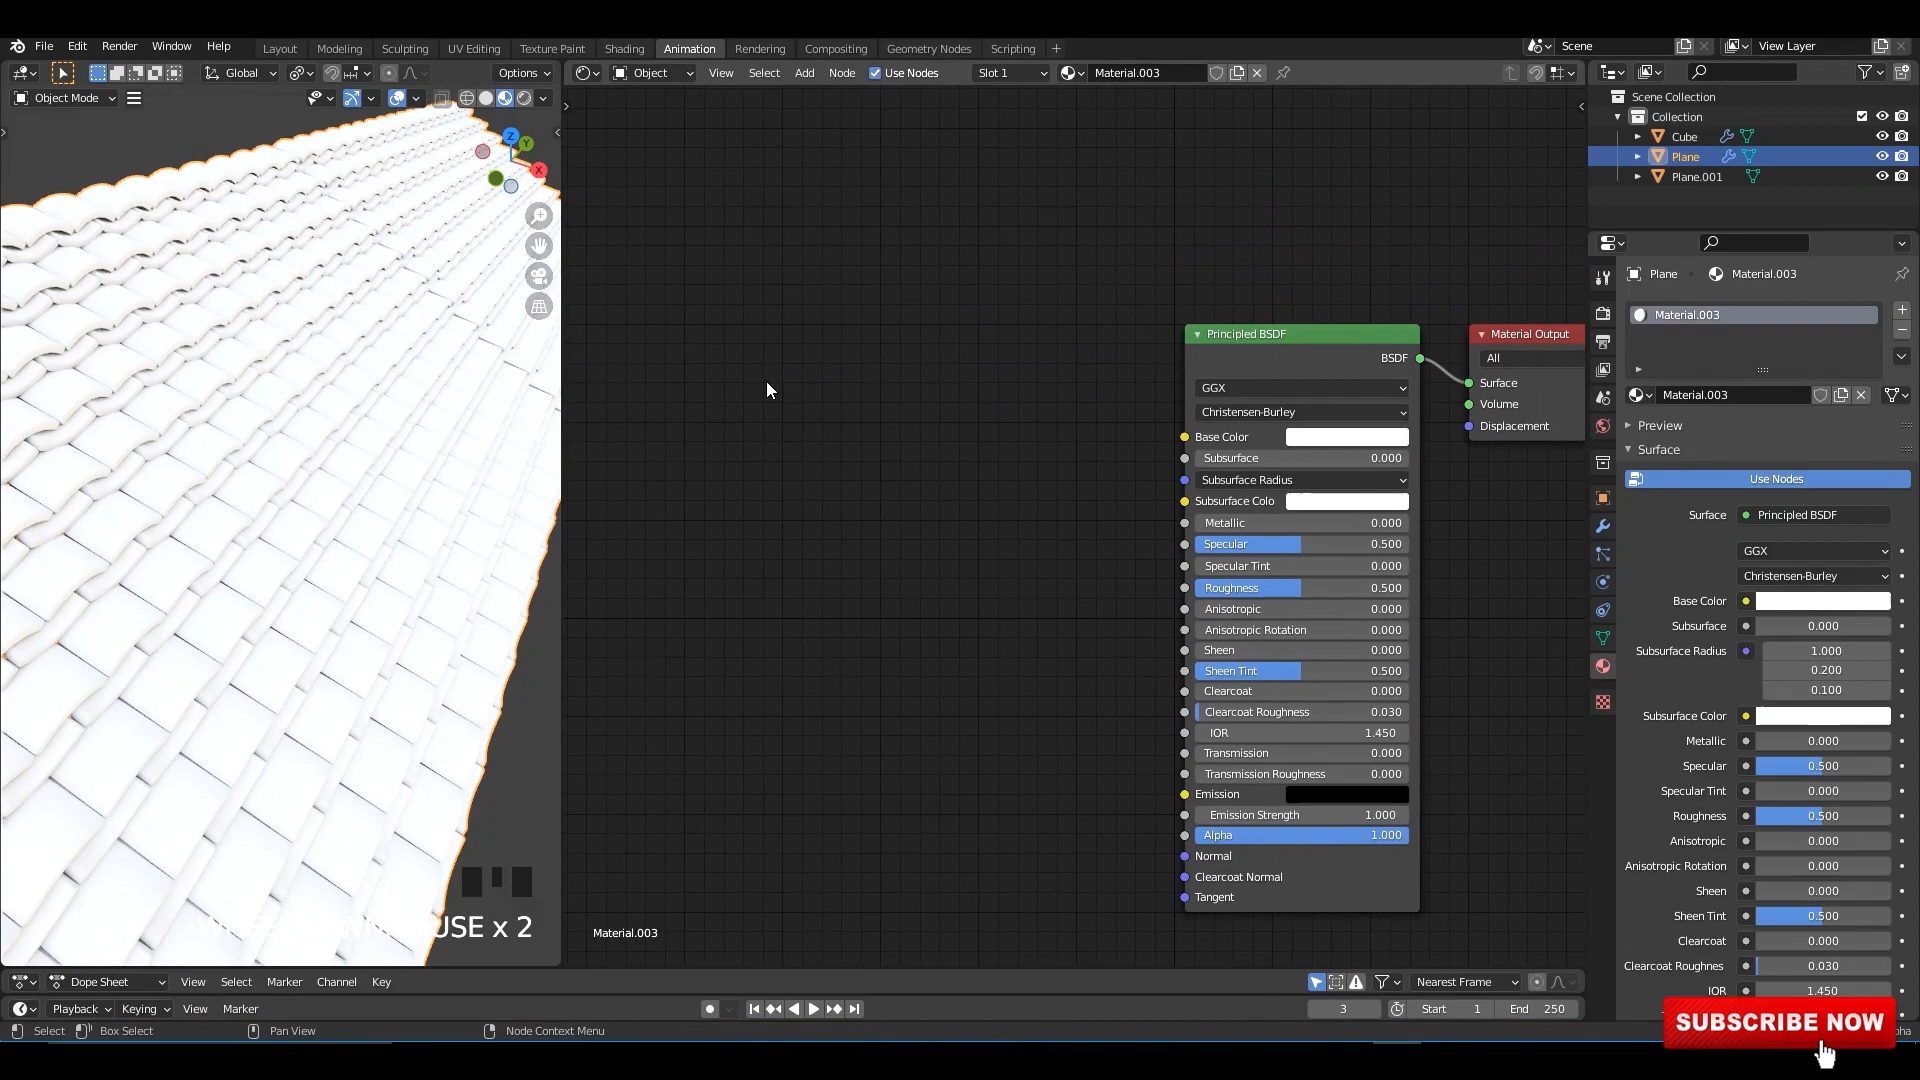 File Edit Render Window Help
Layout Modeling Sculpting UV Editing Texture Paint Shading Animation Rendering Compositing Geometry Nodes Scripting +
Scene
View Layer
Global
Options
Object
View Select Add Node Use Nodes
Slot 1
Material.003
Object Mode
Z
Y
X
Scene Collection
Collection
Cube
Plane
Plane.001
Plane
Material.003
Material.003
Material.003
Preview
Surface
Use Nodes
Surface Principled BSDF
GGX
Christensen-Burley
Base Color
Subsurface 0.000
Subsurface Radius 1.000
0.200
0.100
Subsurface Color
Metallic 0.000
Specular 0.500
Specular Tint 0.000
Roughness 0.500
Anisotropic 0.000
Anisotropic Rotation 0.000
Sheen 0.000
Sheen Tint 0.500
Clearcoat 0.000
Clearcoat Roughnes 0.030
IOR 1.450
Principled BSDF
BSDF
GGX
Christensen-Burley
Base Color
Subsurface 0.000
Subsurface Radius
Subsurface Colo
Metallic 0.000
Specular 0.500
Specular Tint 0.000
Roughness 0.500
Anisotropic 0.000
Anisotropic Rotation 0.000
Sheen 0.000
Sheen Tint 0.500
Clearcoat 0.000
Clearcoat Roughness 0.030
IOR 1.450
Transmission 0.000
Transmission Roughness 0.000
Emission
Emission Strength 1.000
Alpha 1.000
Normal
Clearcoat Normal
Tangent
Material Output
All
Surface
Volume
Displacement
USE x 2
Material.003
Dope Sheet View Select Marker Channel Key
Nearest Frame
Playback Keying View Marker
3
Start 1
End 250
Select Box Select Pan View Node Context Menu
SUBSCRIBE NOW